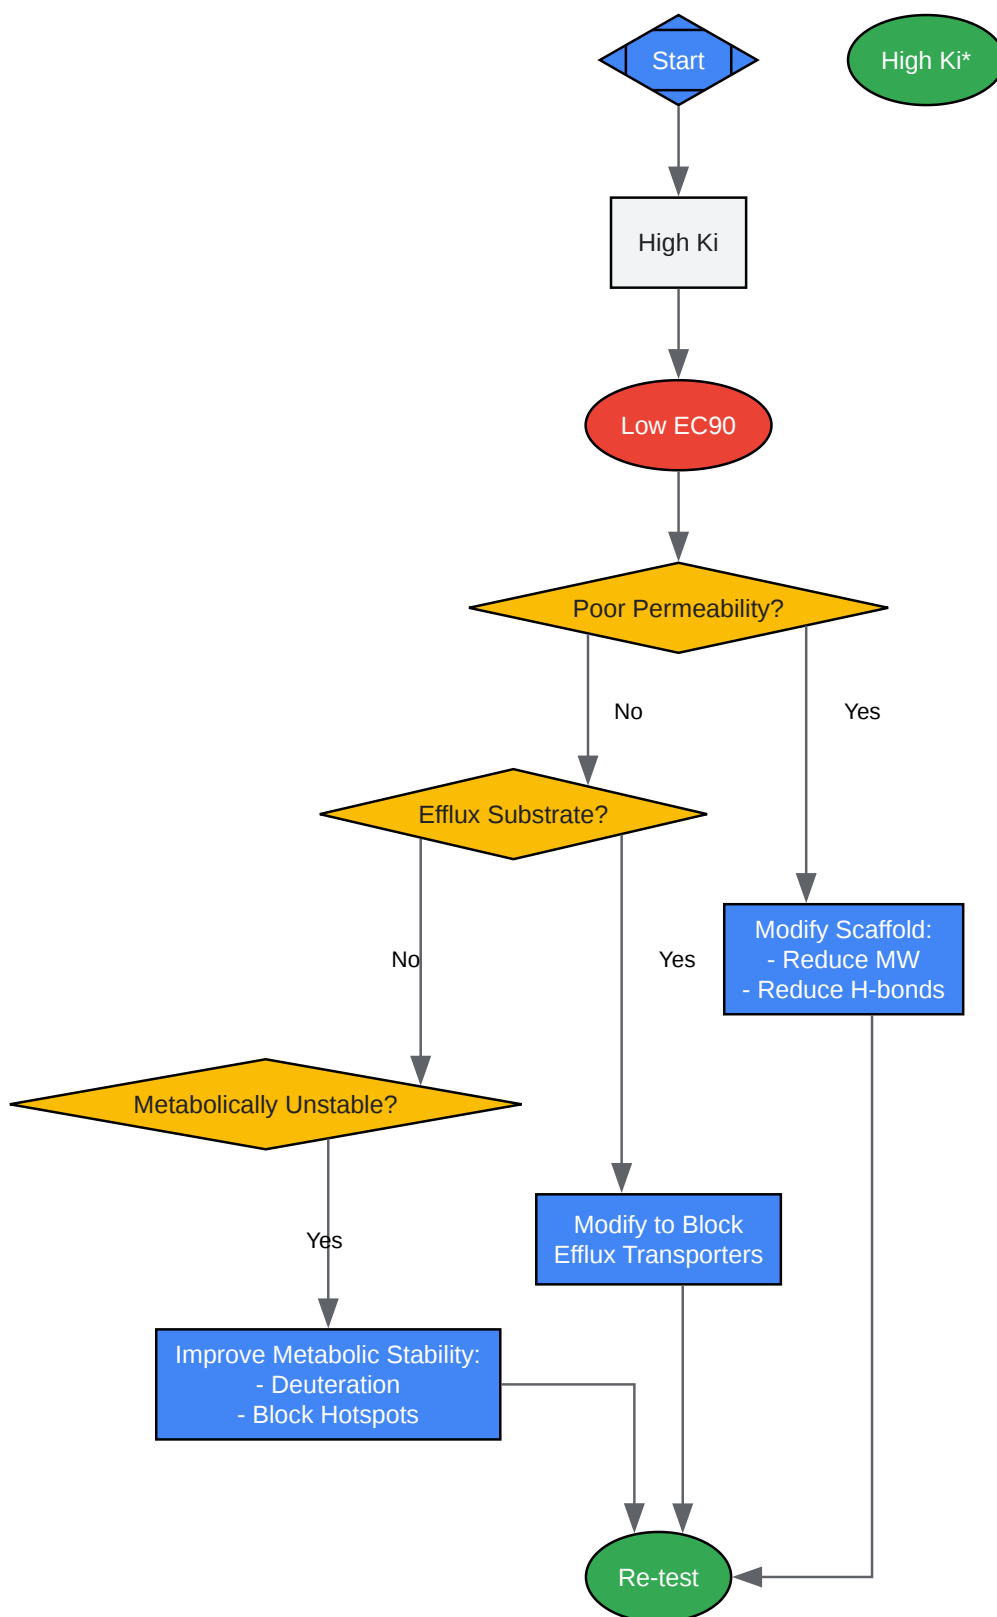 Start
High Ki*
High Ki
Low EC90
Poor Permeability?
No
Yes
Efflux Substrate?
No
Yes
Modify Scaffold:
- Reduce MW
- Reduce H-bonds
Metabolically Unstable?
Yes
Modify to Block
Efflux Transporters
Improve Metabolic Stability:
- Deuteration
- Block Hotspots
Re-test